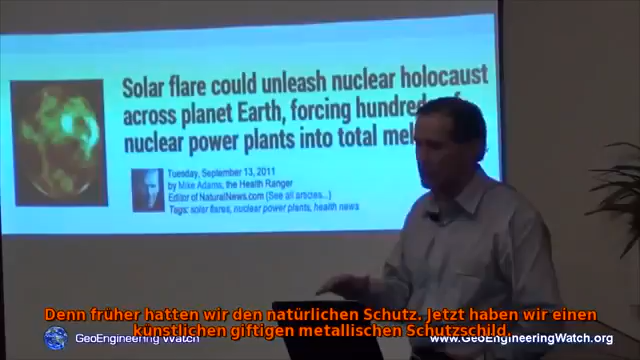 Solar flare could unleash nuclear holocaust
across planet Earth, forcing hundreds of
nuclear power plants into total
Tuesday, September 13, 2011
by Mike Adams, the Health Ranger
Editor of NaturalNews.com (See all articles...)
Tags: solar flares, nuclear power plants, health news
Denn früher hatten wir den natürlichen Schutz. Jetzt haben wir einen
künstlichen giftigen metallischen Schutzschild.
GeoEngineering Watch
www.GeoEngineeringWatch.org